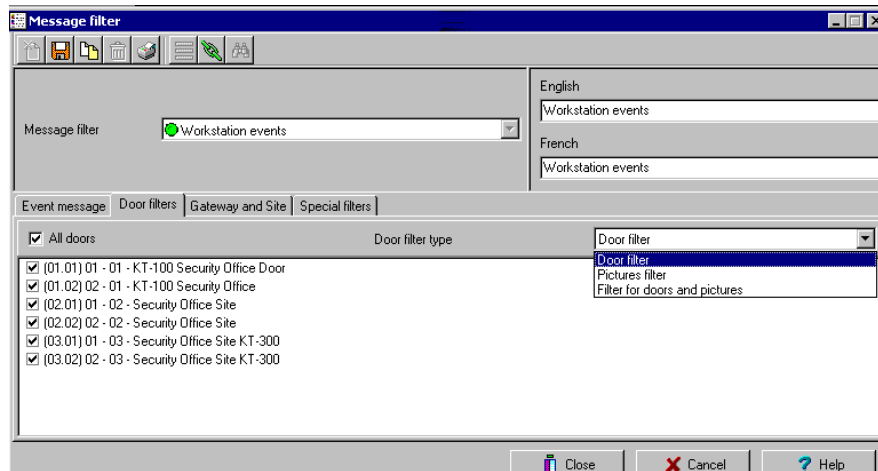 Message filter
English
Message filter
Workstation events
Workstation events
French
Workstation events
Event message
Door filters
Gateway and Site
Special filters
All doors
Door filter type
Door filter
Door filter
Pictures filter
Filter for doors and pictures
(01.01) 01 - 01 - KT-100 Security Office Door
(01.02) 02 - 01 - KT-100 Security Office
(02.01) 01 - 02 - Security Office Site
(02.02) 02 - 02 - Security Office Site
(03.01) 01 - 03 - Security Office Site KT-300
(03.02) 02 - 03 - Security Office Site KT-300
Close
Cancel
? Help